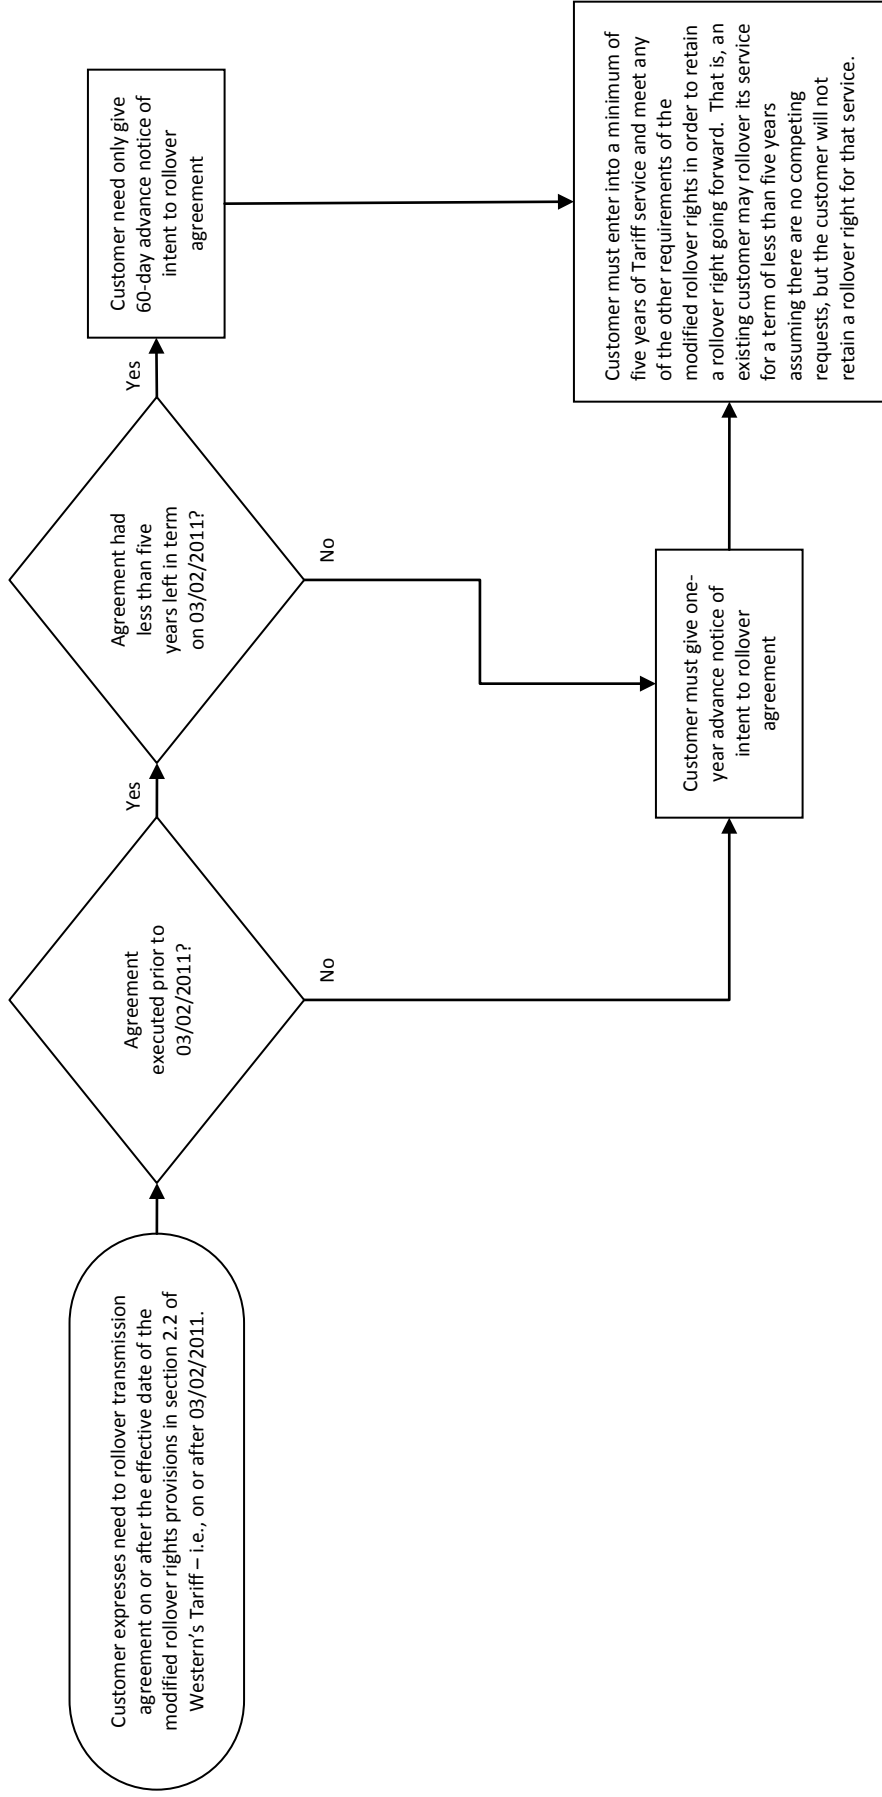 Customer expresses need to rollover transmission
agreement on or after the effective date of the
modified rollover rights provisions in section 2.2 of
Western’s Tariff – i.e., on or after 03/02/2011.
Agreement
executed prior to
03/02/2011?
Yes
No
Agreement had
less than five
years left in term
on 03/02/2011?
Yes
No
Customer need only give
60-day advance notice of
intent to rollover
agreement
Customer must give one-
year advance notice of
intent to rollover
agreement
Customer must enter into a minimum of
five years of Tariff service and meet any
of the other requirements of the
modified rollover rights in order to retain
a rollover right going forward.  That is, an
existing customer may rollover its service
for a term of less than five years
assuming there are no competing
requests, but the customer will not
retain a rollover right for that service.